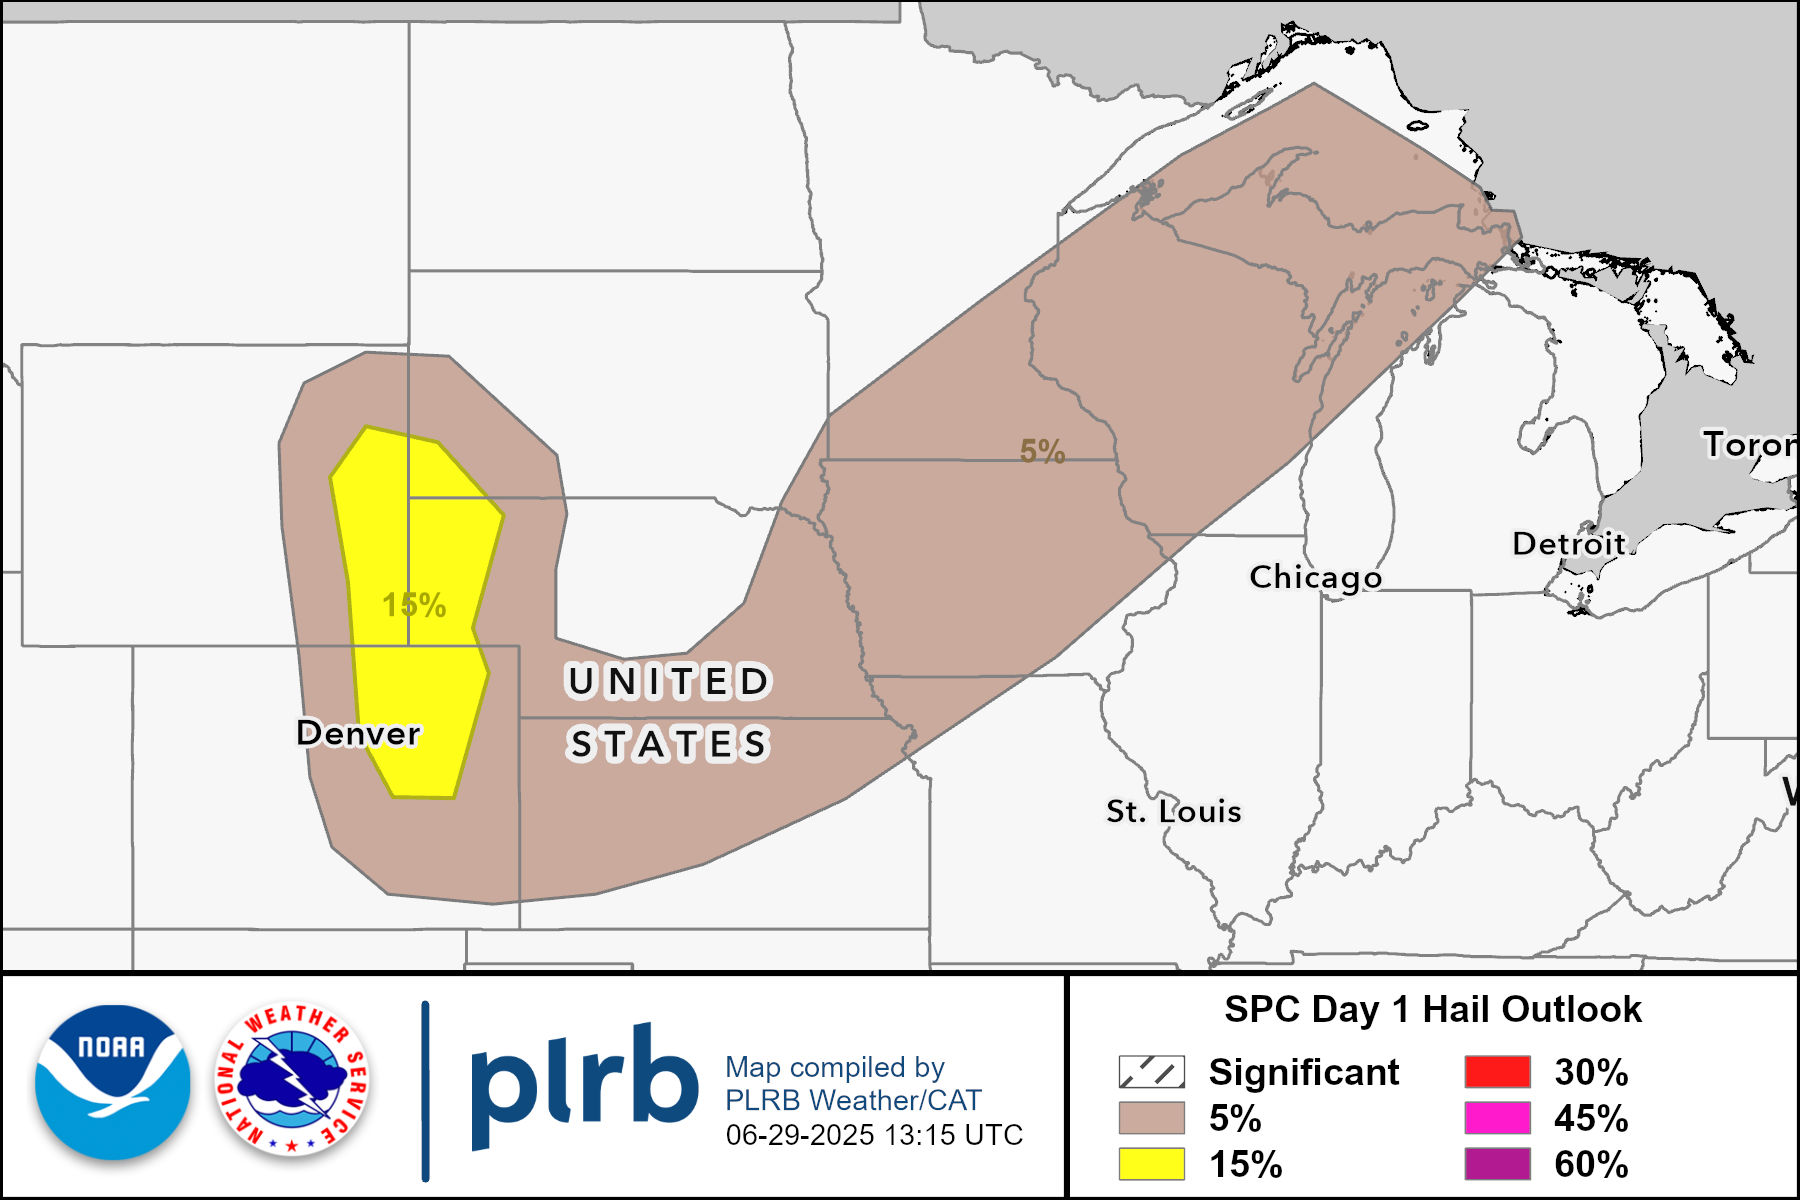 5%
Toron
Detroit
Chicago
15%
UNITED
STATES
Denver
St. Louis
NOAA
NATIONAL WEATHER SERVICE
plrb
Map compiled by
PLRB Weather/CAT
06-29-2025 13:15 UTC
SPC Day 1 Hail Outlook
Significant
5%
15%
30%
45%
60%